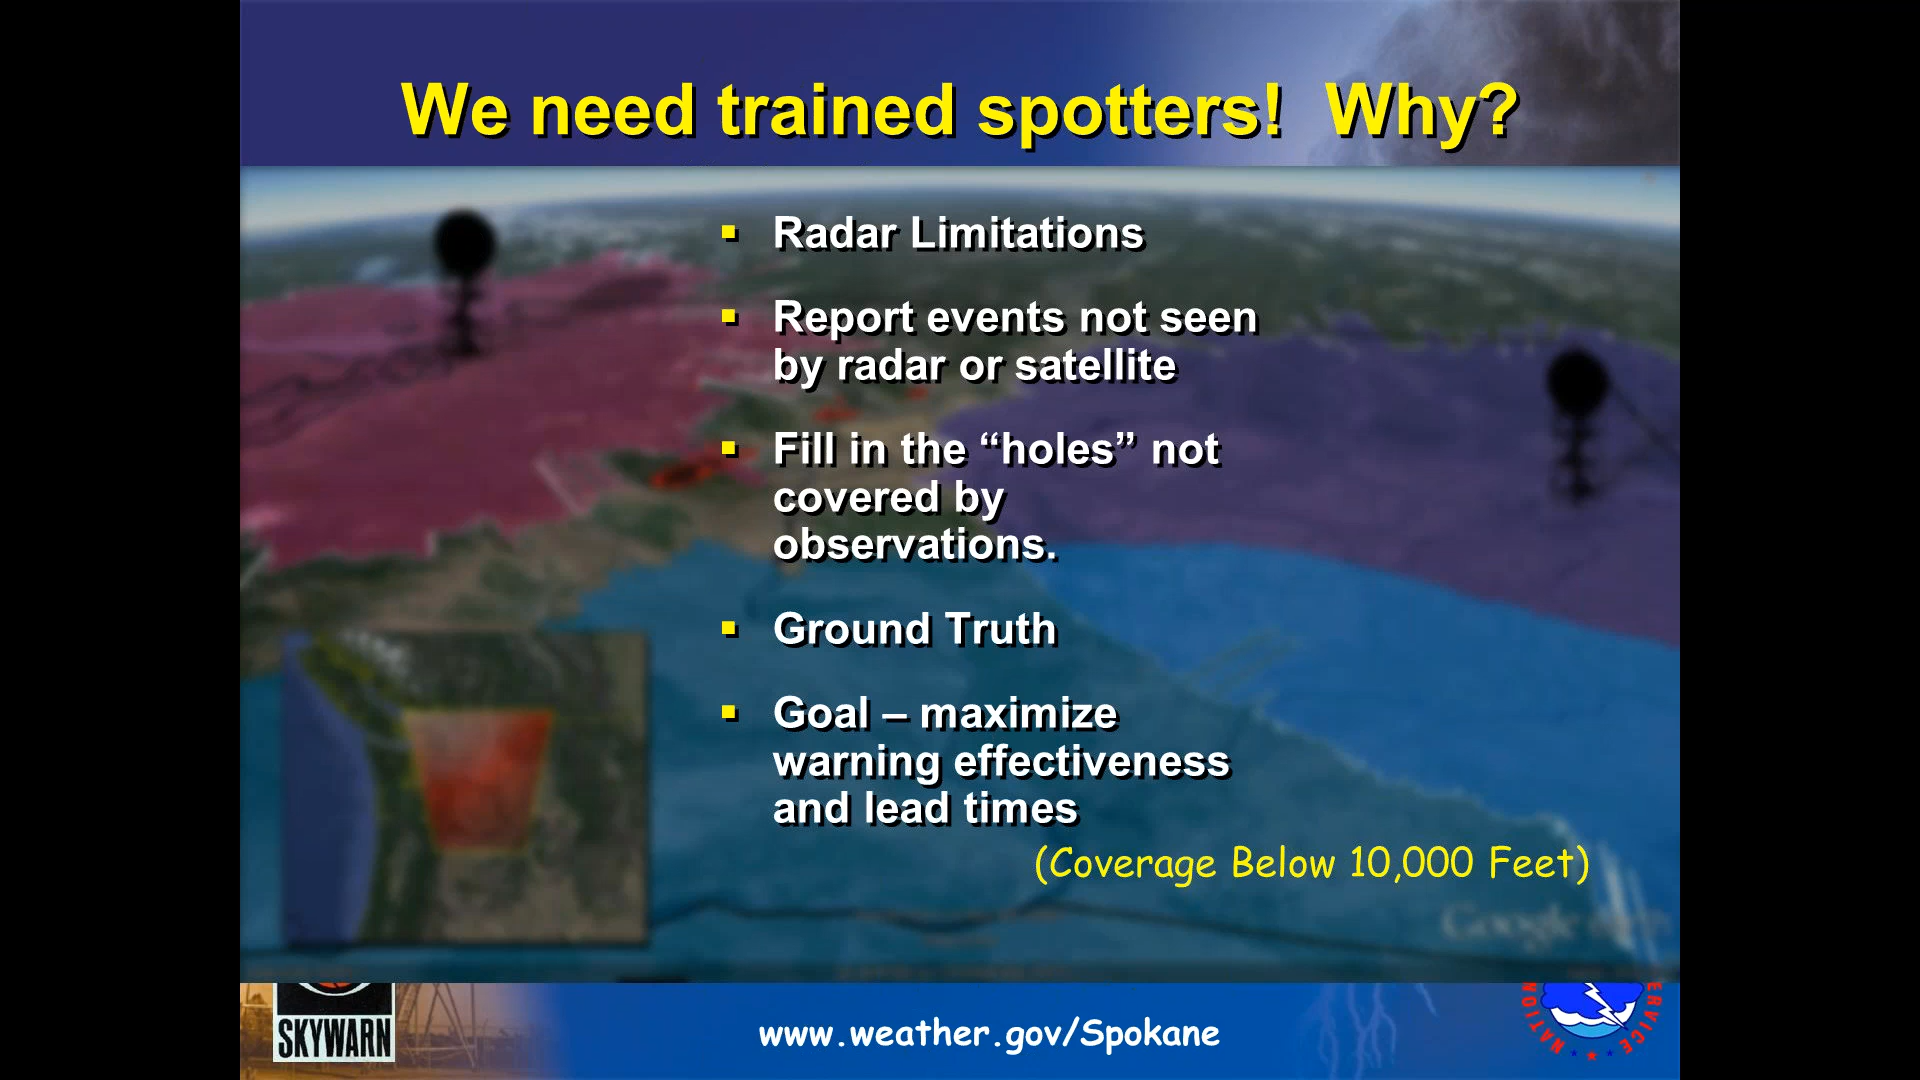 We need trained spotters! Why?
Radar Limitations
Report events not seen
by radar or satellite
Fill in the “holes” not
covered by
observations.
Ground Truth
Goal – maximize
warning effectiveness
and lead times
(Coverage Below 10,000 Feet)
Google
SKYWARN
www.weather.gov/Spokane